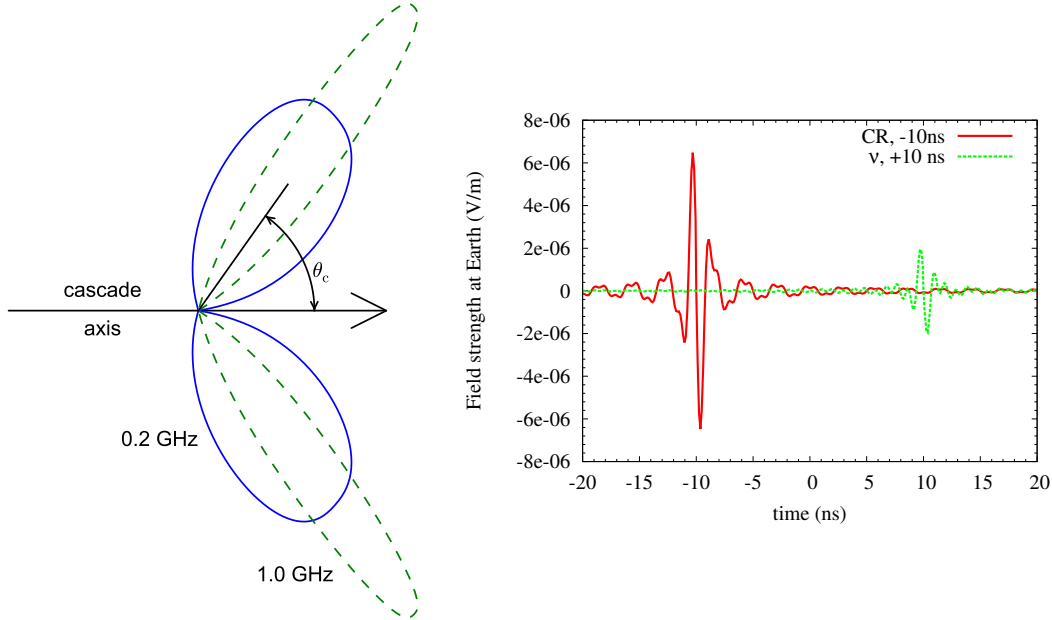 cascade
axis
θc
0.2 GHz
1.0 GHz
Field strength at Earth (V/m)
8e-06
6e-06
4e-06
2e-06
0
-2e-06
-4e-06
-6e-06
-8e-06
CR, -10ns
ν, +10 ns
-20 -15 -10 -5 0 5 10 15 20
time (ns)